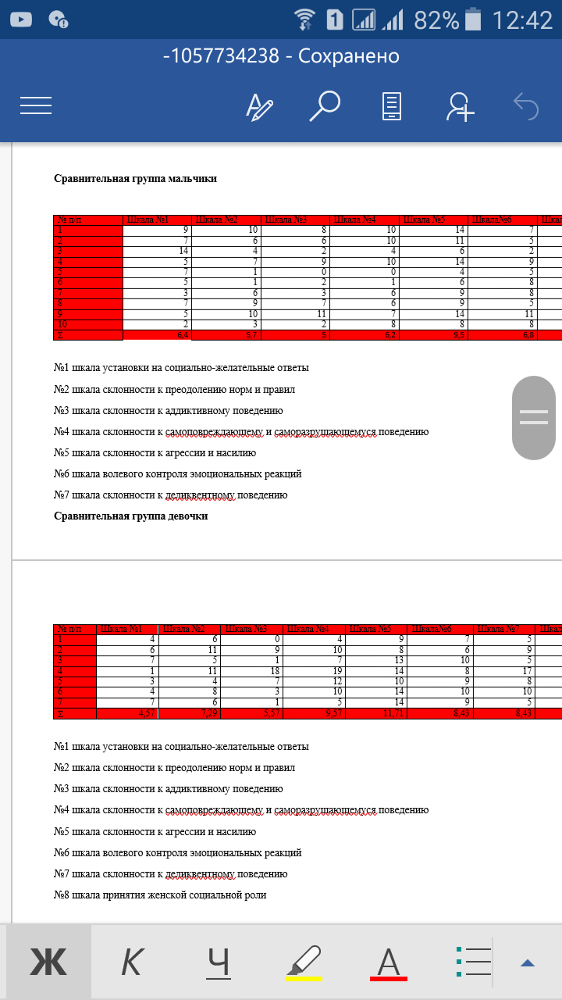 1 82% 12:42
-1057734238 - Сохранено
Сравнительная группа мальчики
№ п/п Шкала №1 Шкала №2 Шкала №3 Шкала №4 Шкала №5 Шкала№6
1 9 10 8 10 14 7
2 7 6 6 10 11 5
3 14 4 2 4 6 2
4 5 7 9 10 14 9
5 7 1 0 0 4 5
6 5 1 2 1 6 8
7 3 6 3 6 9 8
8 7 9 7 6 9 5
9 5 10 11 7 14 11
10 2 3 2 8 8 8
Σ 6,4 5,7 5 6,2 9,5 6,8
№1 шкала установки на социально-желательные ответы
№2 шкала склонности к преодолению норм и правил
№3 шкала склонности к аддиктивному поведению
№4 шкала склонности к самоповреждающему и саморазрушающемуся поведению
№5 шкала склонности к агрессии и насилию
№6 шкала волевого контроля эмоциональных реакций
№7 шкала склонности к деликвентному поведению
Сравнительная группа девочки
№ п/п Шкала №1 Шкала №2 Шкала №3 Шкала №4 Шкала №5 Шкала№6 Шкала №7
1 4 6 0 4 9 7 5
2 6 11 9 10 8 6 9
3 7 5 1 7 13 10 5
4 1 11 18 19 14 8 17
5 3 4 7 12 10 9 8
6 4 8 3 10 14 10 10
7 7 6 1 5 14 9 5
Σ 4,57 7,29 5,57 9,57 11,71 8,43 8,43
№1 шкала установки на социально-желательные ответы
№2 шкала склонности к преодолению норм и правил
№3 шкала склонности к аддиктивному поведению
№4 шкала склонности к самоповреждающему и саморазрушающемуся поведению
№5 шкала склонности к агрессии и насилию
№6 шкала волевого контроля эмоциональных реакций
№7 шкала склонности к деликвентному поведению
№8 шкала принятия женской социальной роли
Ж К Ч А